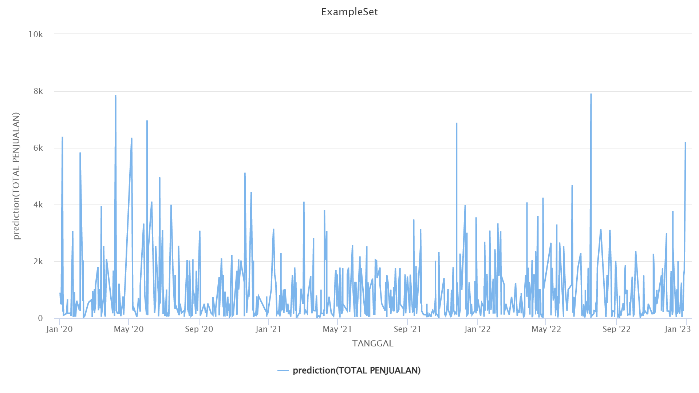 ExampleSet
10k
8k
6k
4k
2k
0
prediction(TOTAL PENJUALAN)
Jan '20 May '20 Sep '20 Jan '21 May '21 Sep '21 Jan '22 May '22 Sep '22 Jan '23
TANGGAL
prediction(TOTAL PENJUALAN)